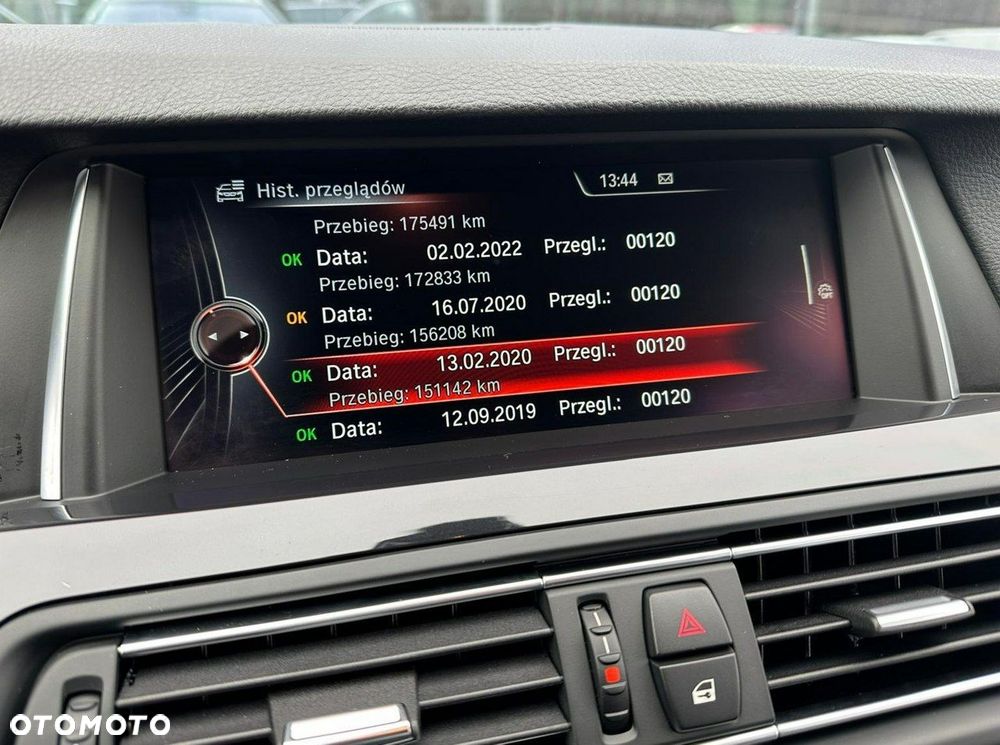 Hist. przeglądów 13:44
Przebieg: 175491 km
OK Data: 02.02.2022 Przegl.: 00120
Przebieg: 172833 km
OK Data: 16.07.2020 Przegl.: 00120
Przebieg: 156208 km
OK Data: 13.02.2020 Przegl.: 00120
Przebieg: 151142 km
OK Data: 12.09.2019 Przegl.: 00120
OPT
OTOMOTO